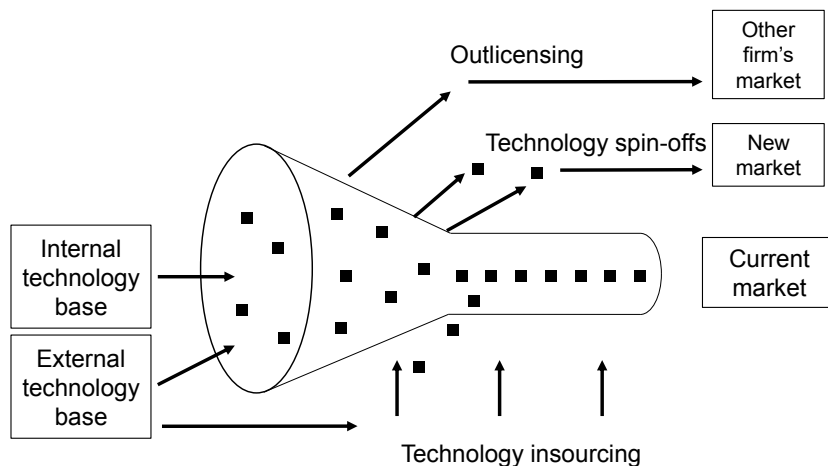 Outlicensing
Other
firm's
market
Technology spin-offs
New
market
Internal
technology
base
Current
market
External
technology
base
Technology insourcing